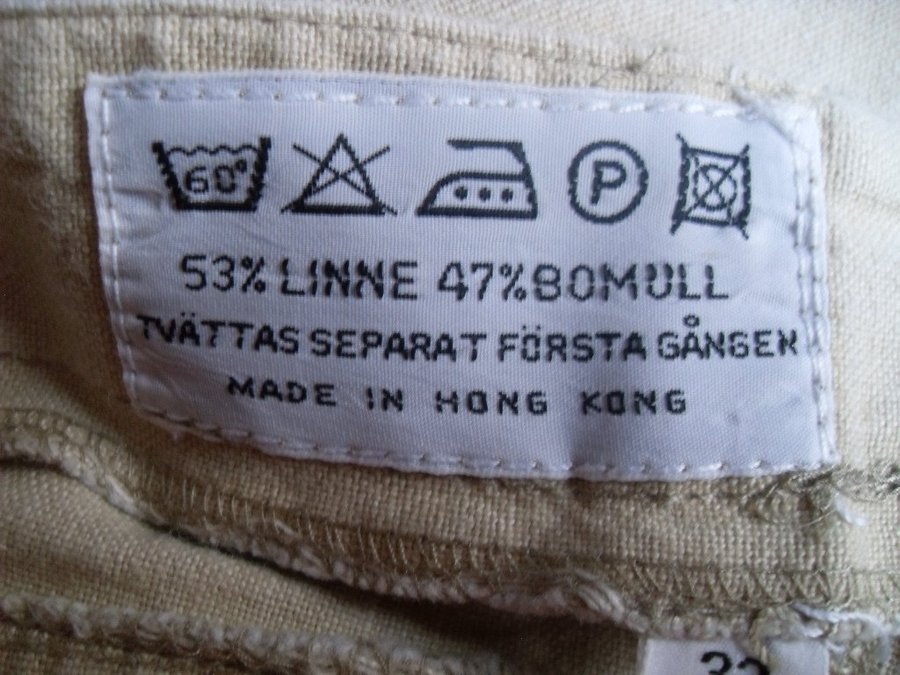 60°
P
53% LINNE 47% BOMULL
TVÄTTAS SEPARAT FÖRSTA GÅNGEN
MADE IN HONG KONG